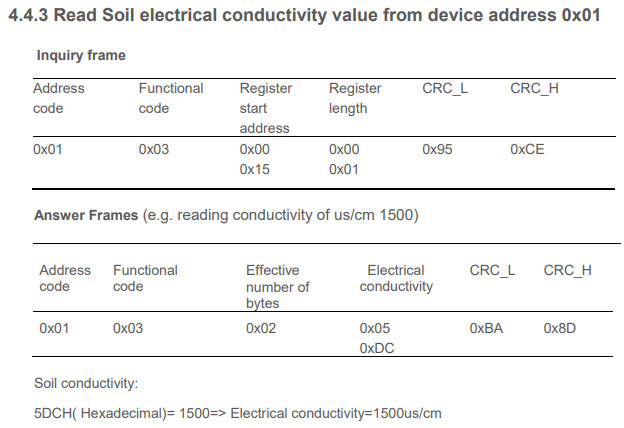 4.4.3 Read Soil electrical conductivity value from device address 0x01
Inquiry frame
Address code Functional code Register start address Register length CRC_L CRC_H
0x01 0x03 0x00 0x15 0x00 0x01 0x95 0xCE
Answer Frames (e.g. reading conductivity of us/cm 1500)
Address code Functional code Effective number of bytes Electrical conductivity CRC_L CRC_H
0x01 0x03 0x02 0x05 0xDC 0xBA 0x8D
Soil conductivity:
5DCH( Hexadecimal)= 1500=> Electrical conductivity=1500us/cm